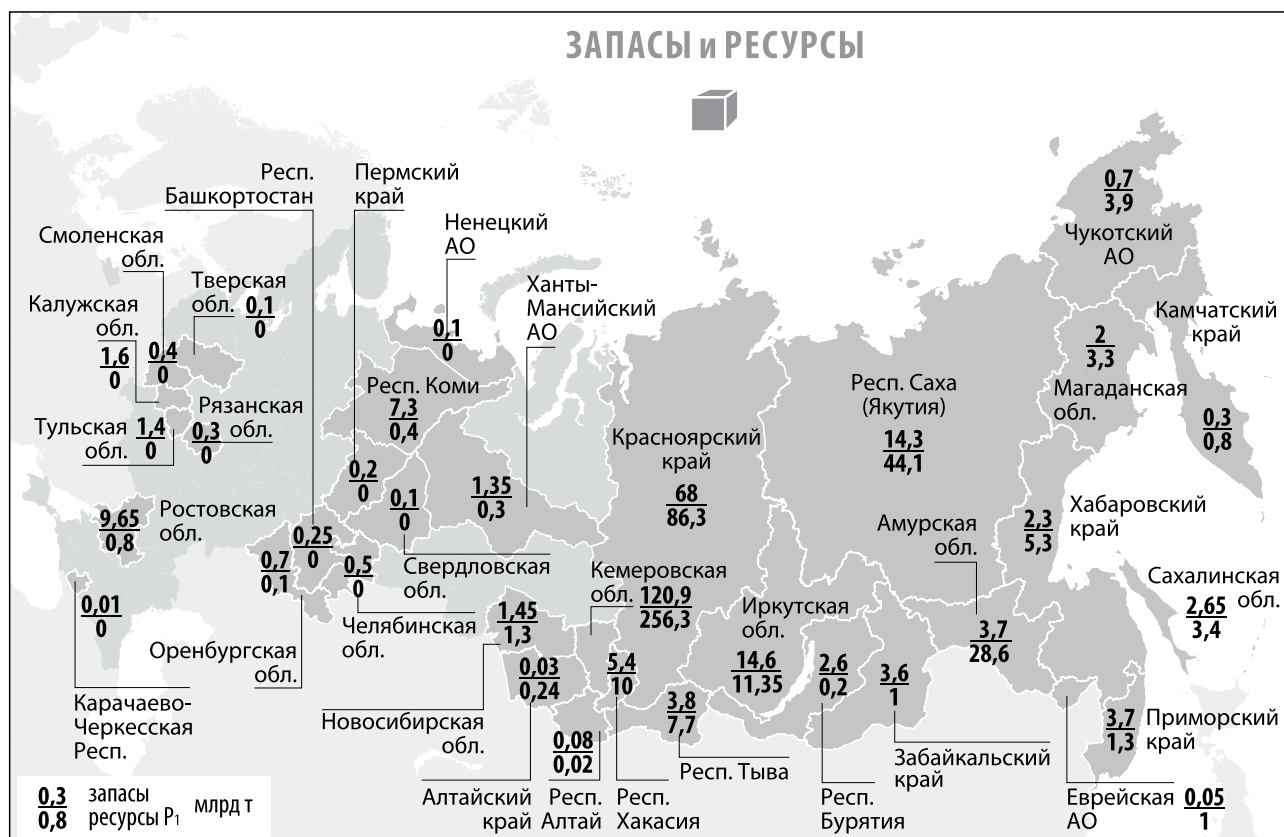 ЗАПАСЫ и РЕСУРСЫ
Респ.
Башкортостан
Пермский
край
Ненецкий
АО
0,1
0
Смоленская
обл.
0,4
0
Тверская
обл.
0,1
0
Калужская
обл.
1,6
0
Ханты-
Мансийский
АО
1,35
0,3
0,7
3,9
Чукотский
АО
Камчатский
край
0,3
0,8
2
3,3
Магаданская
обл.
Респ. Коми
7,3
0,4
Респ. Саха
(Якутия)
14,3
44,1
Красноярский
край
68
86,3
Тульская
обл.
1,4
0
Рязанская
обл.
0,3
0
0,2
0
0,1
0
Свердловская
обл.
9,65
0,8
Ростовская
обл.
0,25
0
0,7
0,1
0,5
0
Хабаровский
край
2,3
5,3
Амурская
обл.
3,7
28,6
Сахалинская
обл.
2,65
3,4
Кемеровская
обл.
120,9
256,3
Иркутская
обл.
14,6
11,35
0,01
0
Челябинская
обл.
Оренбургская
обл.
1,45
1,3
0,03
0,24
5,4
10
3,8
7,7
2,6
0,2
3,6
1
3,7
1,3
Приморский
край
Карачаево-
Черкесская
Респ.
Новосибирская
обл.
0,08
0,02
Респ. Тыва
Забайкальский
край
Алтайский
край
Респ.
Алтай
Респ.
Хакасия
Респ.
Бурятия
Еврейская
АО
0,05
1
0,3 запасы
0,8 ресурсы P₁
млрд т